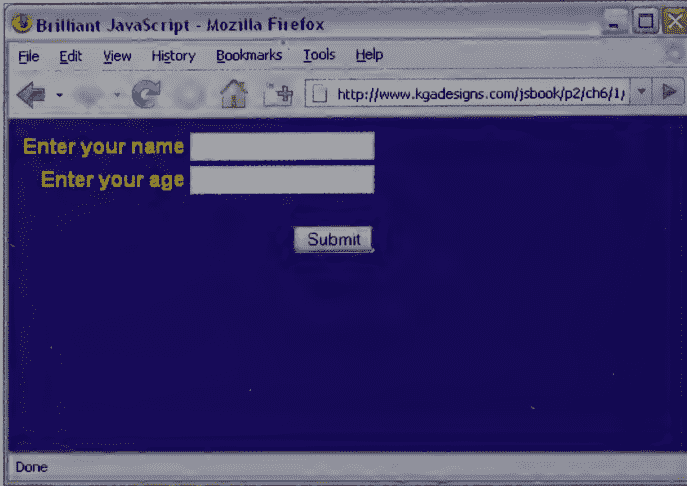 Brilliant JavaScript - Mozilla Firefox
File Edit View History Bookmarks Tools Help
http://www.kgadesigns.com/jsbook/p2/ch6/1/
Enter your name
Enter your age
Submit
Done